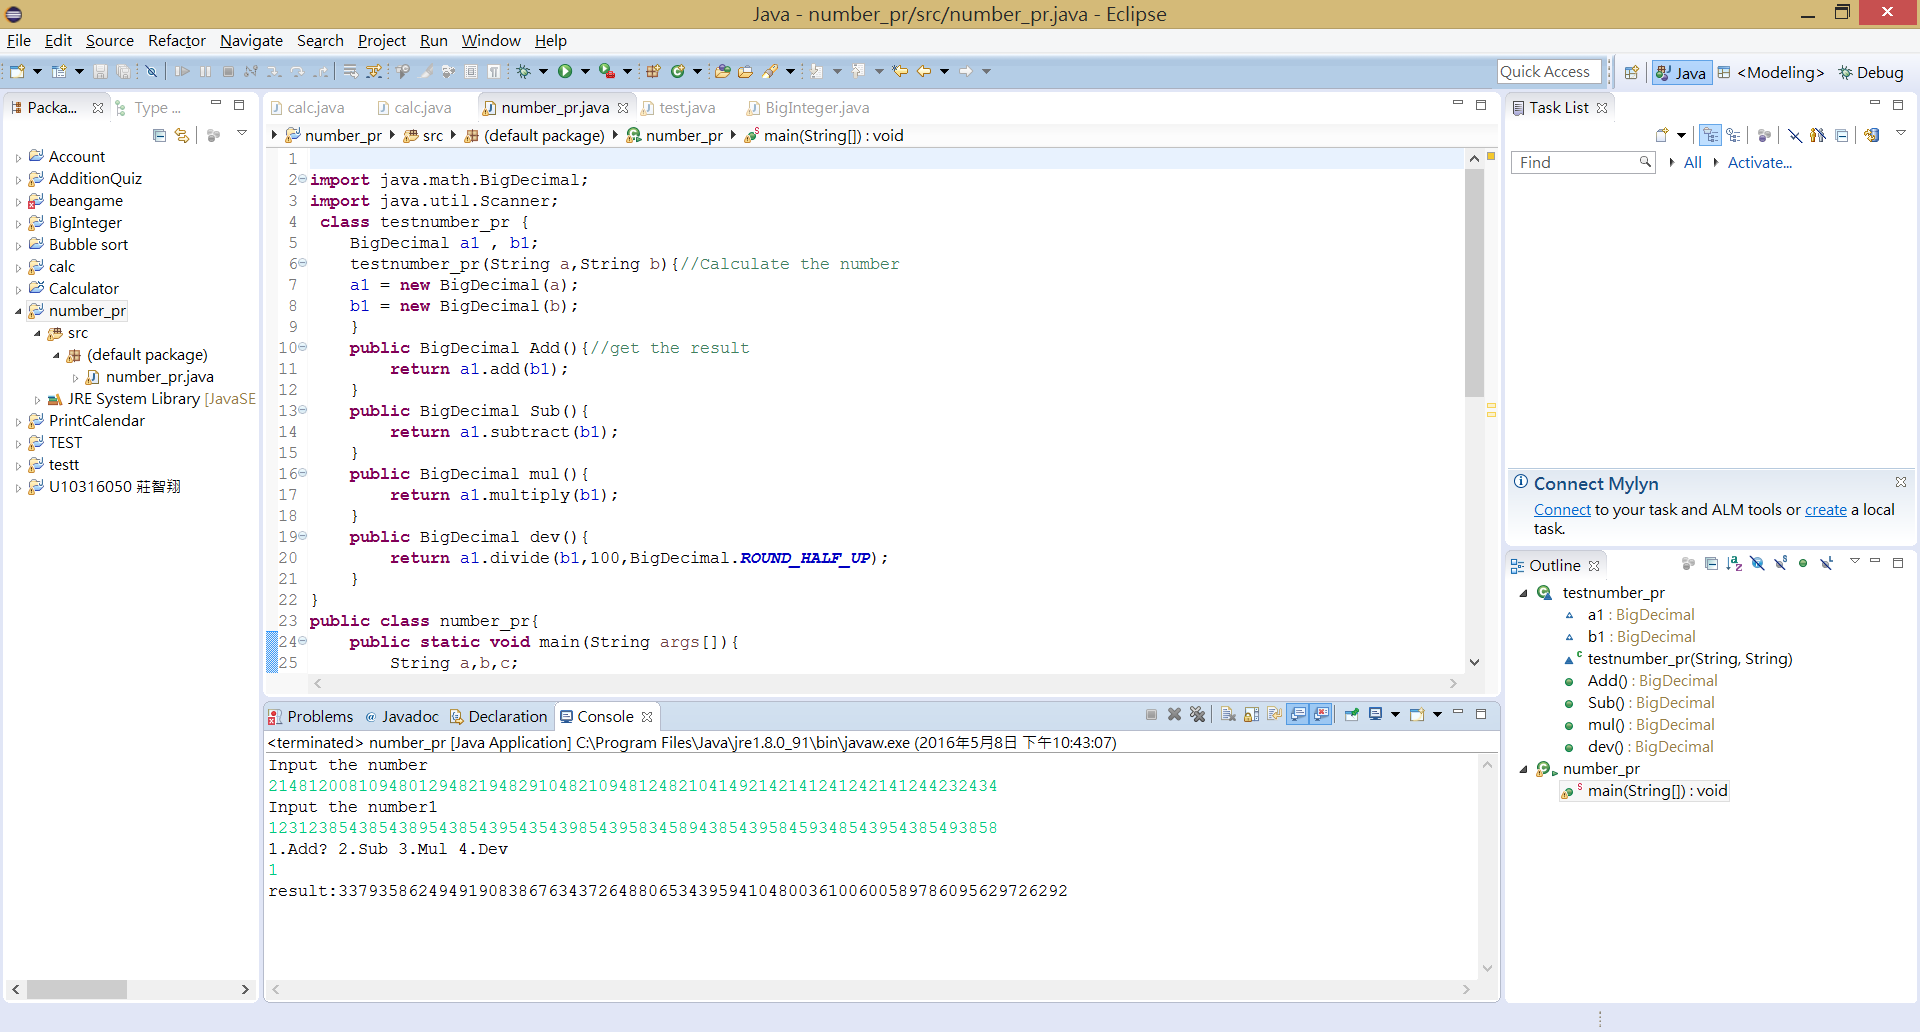 Java - number_pr/src/number_pr.java - Eclipse
File Edit Source Refactor Navigate Search Project Run Window Help
Quick Access
Java <Modeling> Debug
Packa... Type ...
Account
AdditionQuiz
beangame
BigInteger
Bubble sort
calc
Calculator
number_pr
src
(default package)
number_pr.java
JRE System Library [JavaSE
PrintCalendar
TEST
testt
U10316050 莊智翔
calc.java calc.java number_pr.java test.java BigInteger.java
number_pr src (default package) number_pr main(String[]) : void
1
2 import java.math.BigDecimal;
3 import java.util.Scanner;
4 class testnumber_pr {
5 BigDecimal a1 , b1;
6 testnumber_pr(String a,String b){//Calculate the number
7 a1 = new BigDecimal(a);
8 b1 = new BigDecimal(b);
9 }
10 public BigDecimal Add(){//get the result
11 return a1.add(b1);
12 }
13 public BigDecimal Sub(){
14 return a1.subtract(b1);
15 }
16 public BigDecimal mul(){
17 return a1.multiply(b1);
18 }
19 public BigDecimal dev(){
20 return a1.divide(b1,100,BigDecimal.ROUND_HALF_UP);
21 }
22 }
23 public class number_pr{
24 public static void main(String args[]){
25 String a,b,c;
Problems Javadoc Declaration Console
<terminated> number_pr [Java Application] C:\Program Files\Java\jre1.8.0_91\bin\javaw.exe (2016年5月8日 下午10:43:07)
Input the number
2148120081094801294821948291048210948124821041492142141241242141244232434
Input the number1
1231238543854389543854395435439854395834589438543958459348543954385493858
1.Add? 2.Sub 3.Mul 4.Dev
1
result:3379358624949190838676343726488065343959410480036100600589786095629726292
Task List
Find All Activate...
Connect Mylyn
Connect to your task and ALM tools or create a local
task.
Outline
testnumber_pr
a1 : BigDecimal
b1 : BigDecimal
testnumber_pr(String, String)
Add() : BigDecimal
Sub() : BigDecimal
mul() : BigDecimal
dev() : BigDecimal
number_pr
main(String[]) : void